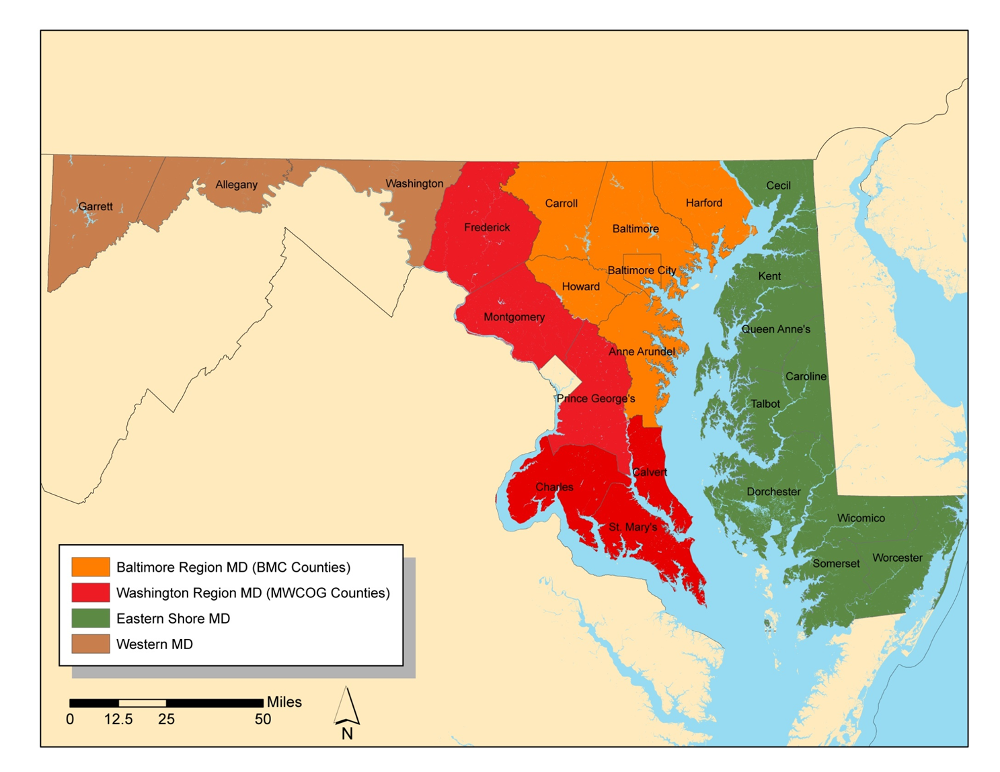 Garrett
Allegany
Washington
Frederick
Carroll
Baltimore
Harford
Cecil
Baltimore City
Howard
Kent
Montgomery
Queen Anne's
Anne Arundel
Caroline
Prince George's
Talbot
Calvert
Charles
Dorchester
St. Mary's
Wicomico
Somerset
Worcester
Baltimore Region MD (BMC Counties)
Washington Region MD (MWCOG Counties)
Eastern Shore MD
Western MD
Miles
0 12.5 25 50
N